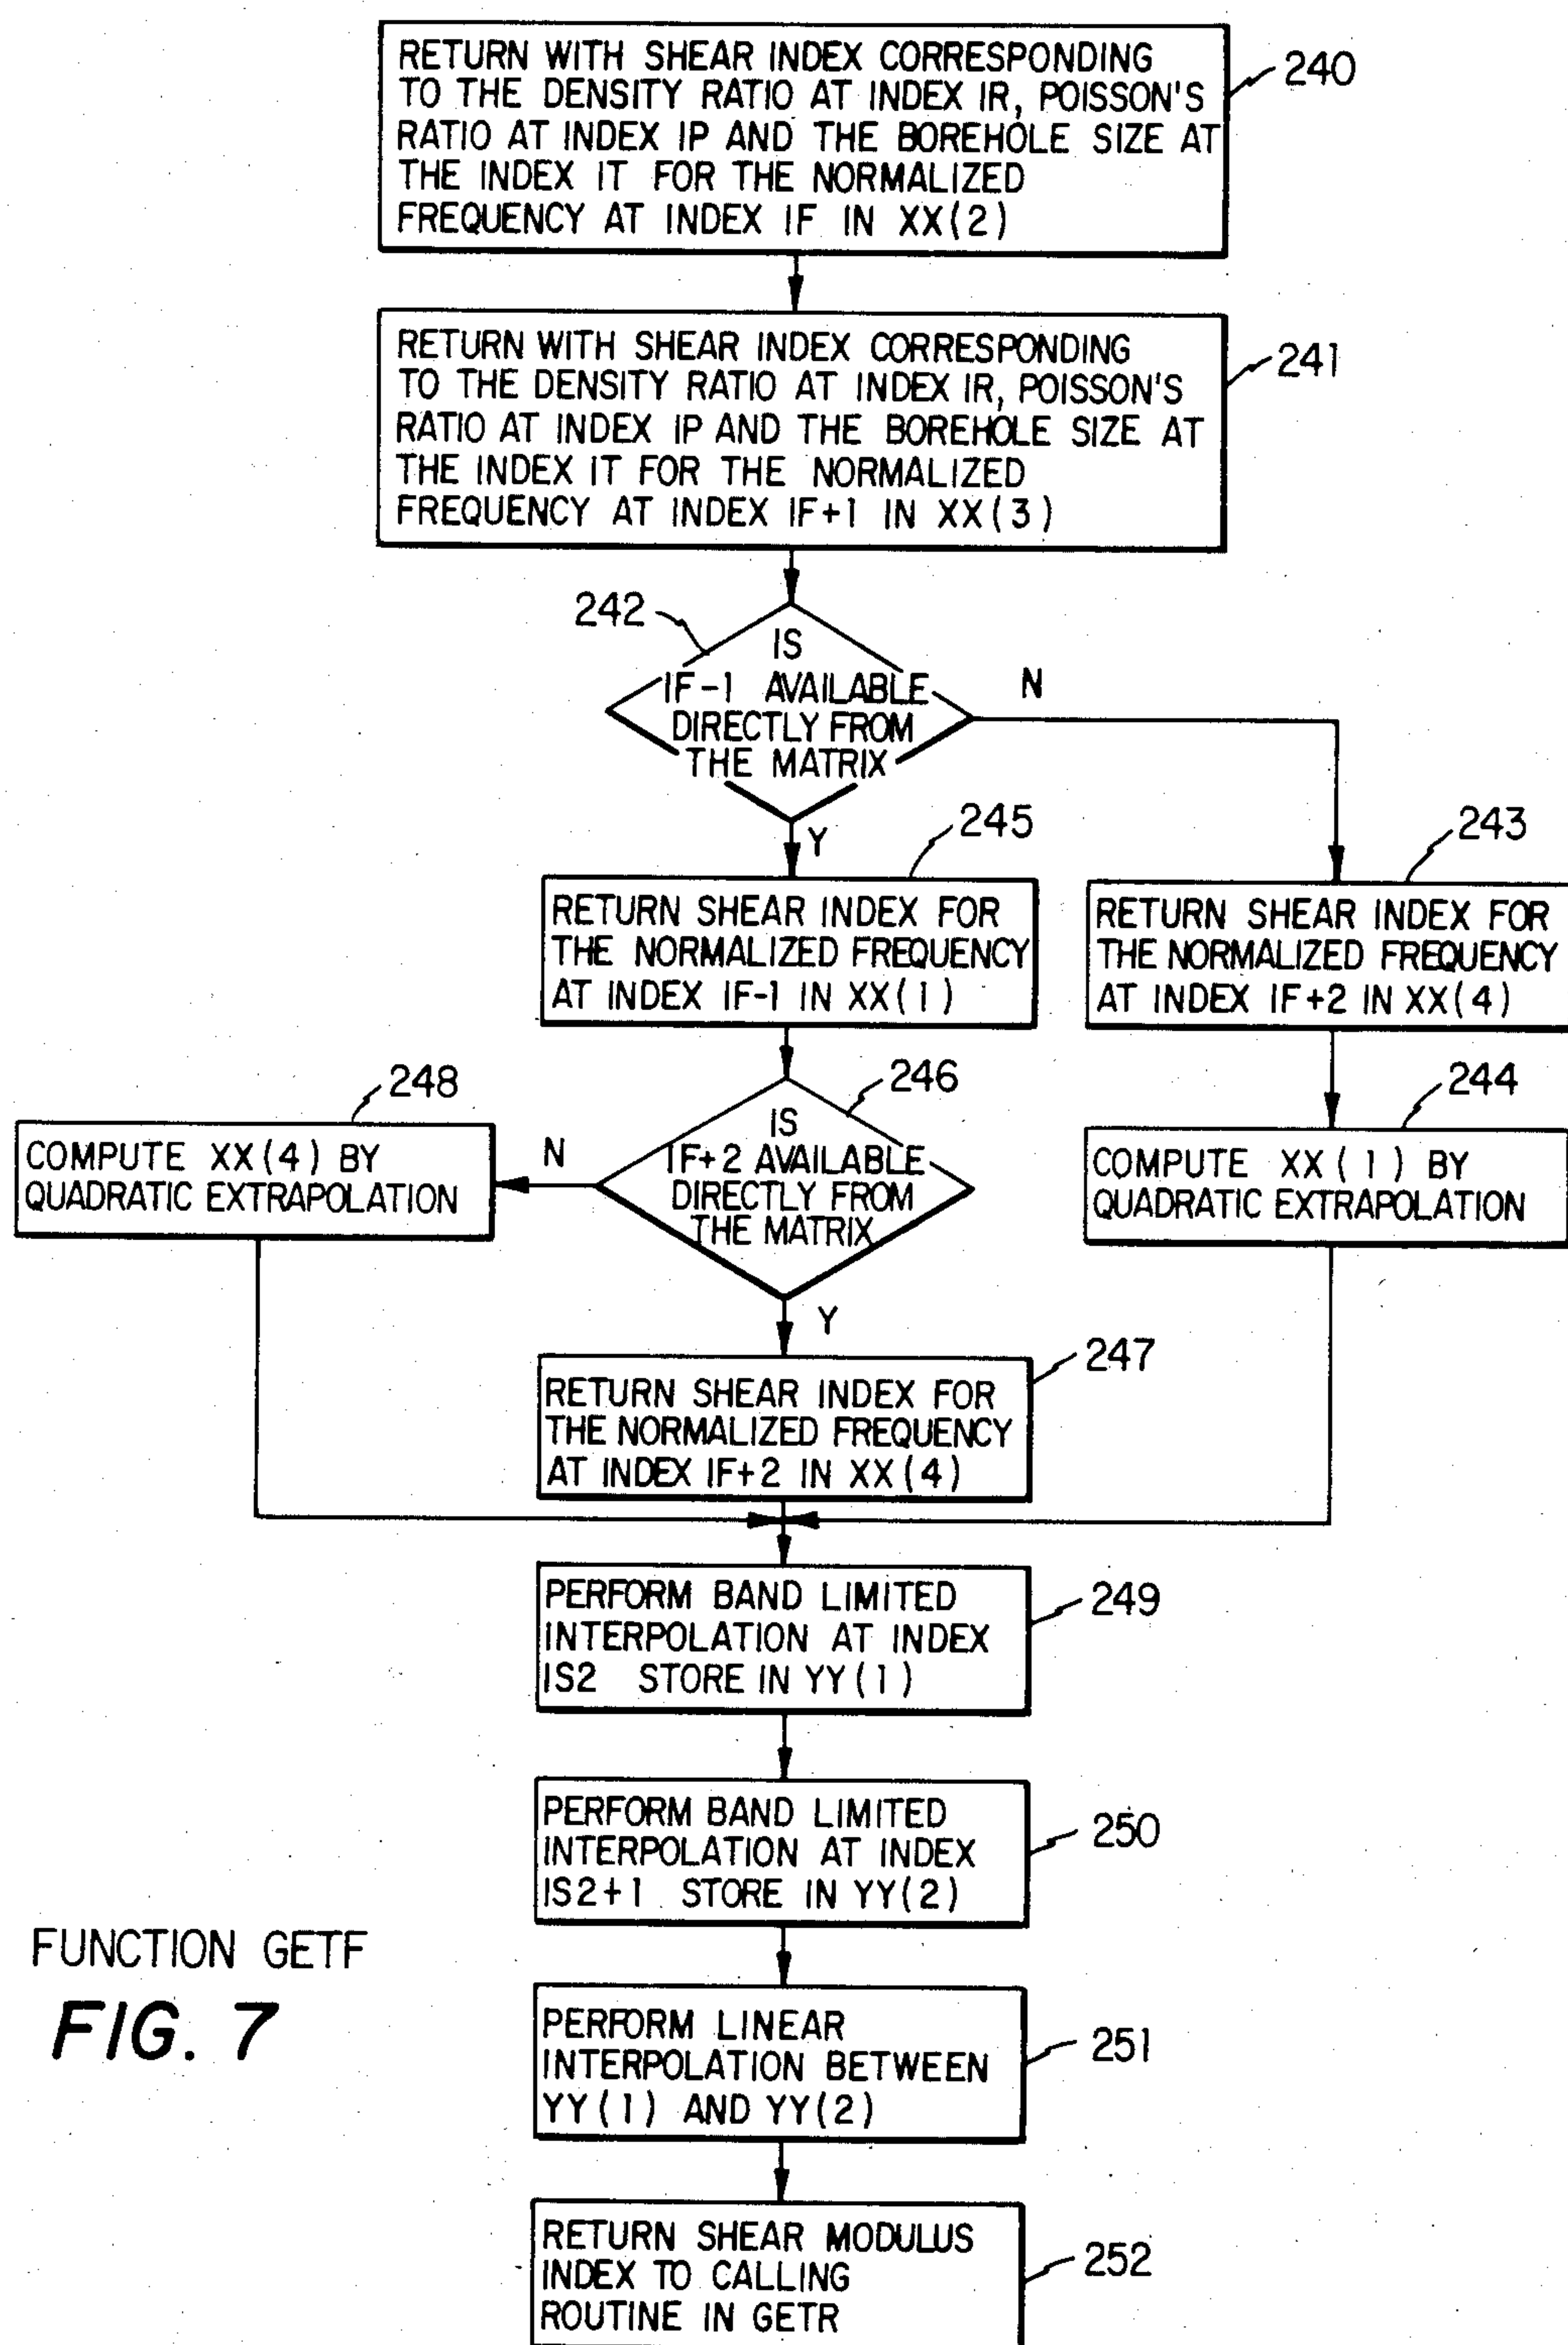 RETURN WITH SHEAR INDEX CORRESPONDING
TO THE DENSITY RATIO AT INDEX IR, POISSON'S
RATIO AT INDEX IP AND THE BOREHOLE SIZE AT
THE INDEX IT FOR THE NORMALIZED
FREQUENCY AT INDEX IF IN XX(2)
240
RETURN WITH SHEAR INDEX CORRESPONDING
TO THE DENSITY RATIO AT INDEX IR, POISSON'S
RATIO AT INDEX IP AND THE BOREHOLE SIZE AT
THE INDEX IT FOR THE NORMALIZED
FREQUENCY AT INDEX IF+1 IN XX(3)
241
242
IS
IF-1 AVAILABLE
DIRECTLY FROM
THE MATRIX
N
Y
245
RETURN SHEAR INDEX FOR
THE NORMALIZED FREQUENCY
AT INDEX IF-1 IN XX(1)
243
RETURN SHEAR INDEX FOR
THE NORMALIZED FREQUENCY
AT INDEX IF+2 IN XX(4)
248
COMPUTE XX(4) BY
QUADRATIC EXTRAPOLATION
N
246
IS
IF+2 AVAILABLE
DIRECTLY FROM
THE MATRIX
Y
244
COMPUTE XX(1) BY
QUADRATIC EXTRAPOLATION
247
RETURN SHEAR INDEX FOR
THE NORMALIZED FREQUENCY
AT INDEX IF+2 IN XX(4)
PERFORM BAND LIMITED
INTERPOLATION AT INDEX
IS2 STORE IN YY(1)
249
PERFORM BAND LIMITED
INTERPOLATION AT INDEX
IS2+1 STORE IN YY(2)
250
FUNCTION GETF
FIG. 7
PERFORM LINEAR
INTERPOLATION BETWEEN
YY(1) AND YY(2)
251
RETURN SHEAR MODULUS
INDEX TO CALLING
ROUTINE IN GETR
252